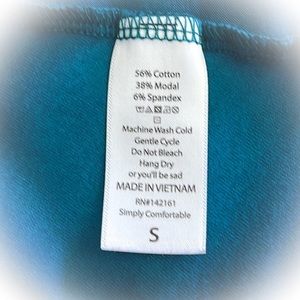 56% Cotton
38% Modal
6% Spandex
Machine Wash Cold
Gentle Cycle
Do Not Bleach
Hang Dry
or you'll be sad
MADE IN VIETNAM
RN#142161
Simply Comfortable
S